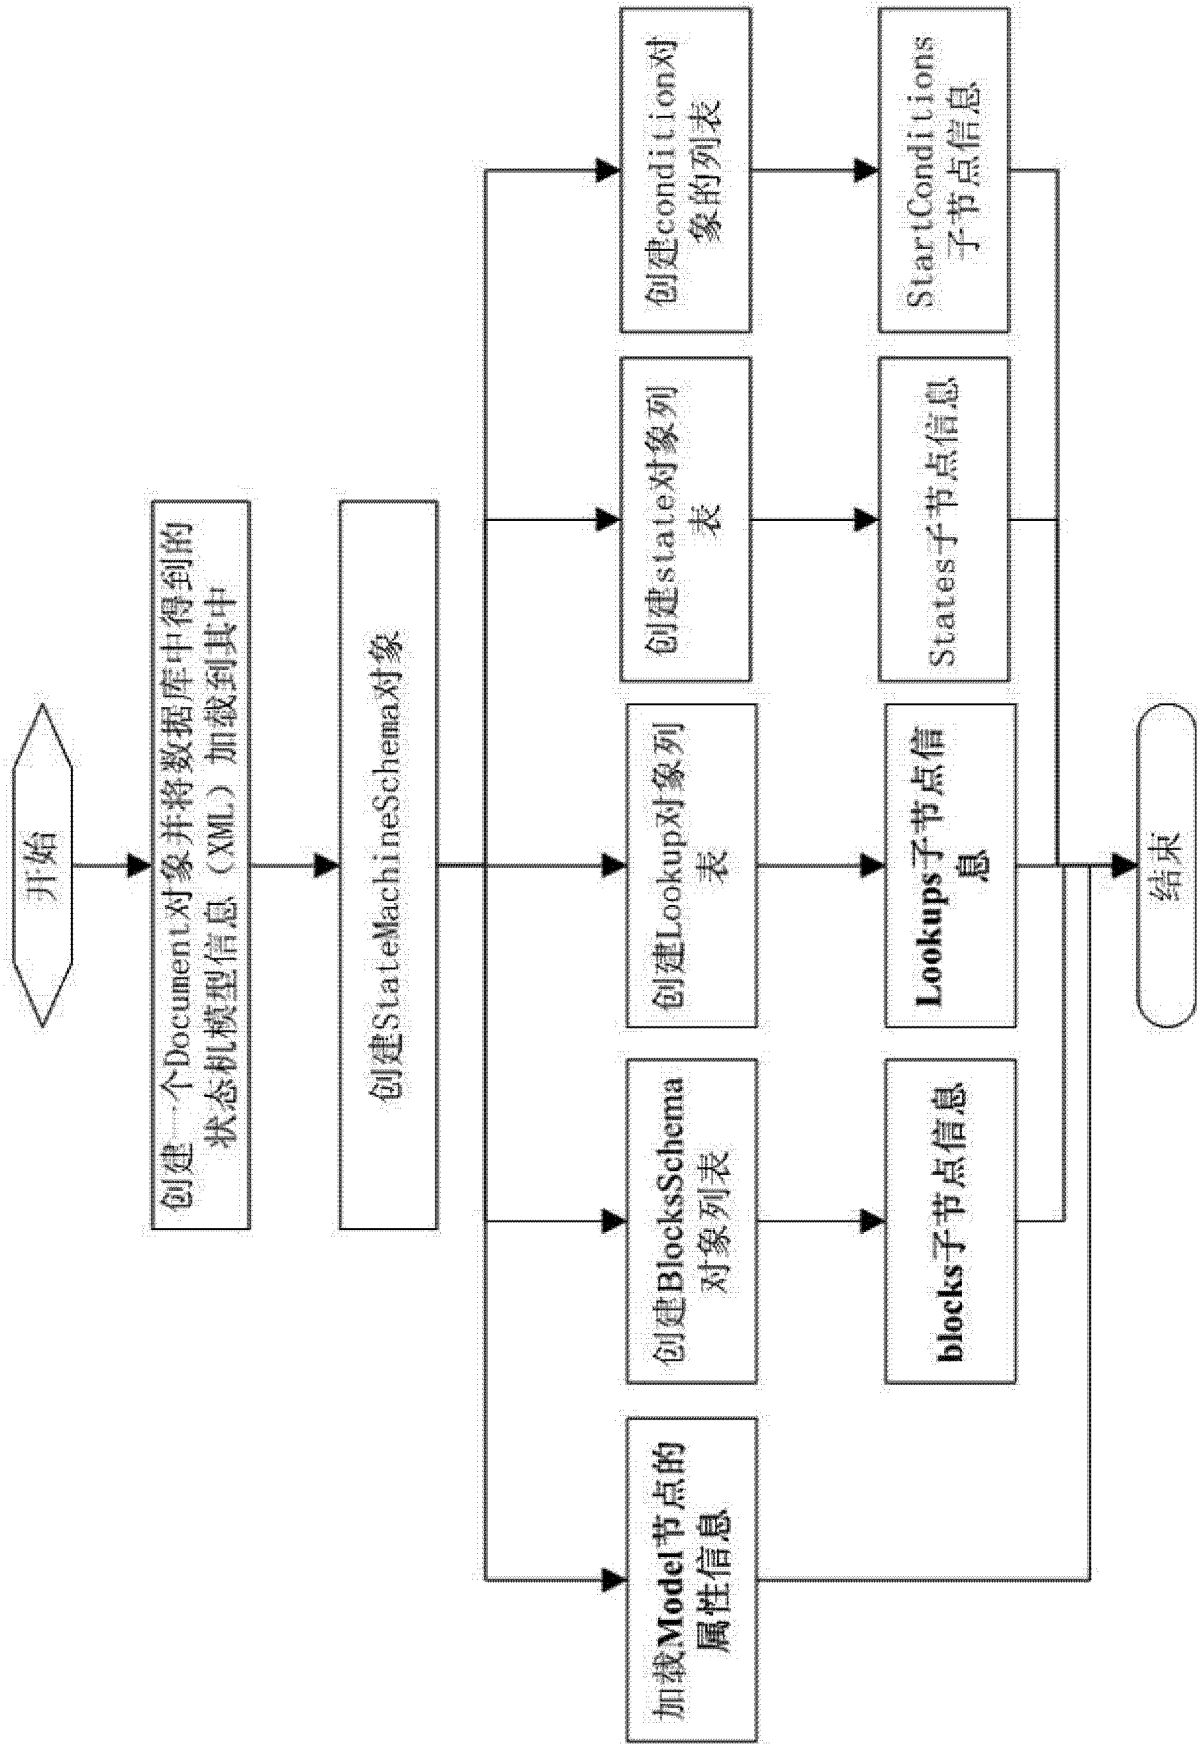 开始
创建一个Document对象并将数据库中得到的
状态机模型信息（XML）加载到其中
创建StateMachineSchema对象
加载Model节点的
属性信息
创建BlocksSchema
对象列表
创建Lookup对象列
表
创建state对象列
表
创建condition对
象的列表
blocks子节点信息
Lookups子节点信
息
States子节点信息
StartConditions
子节点信息
结束